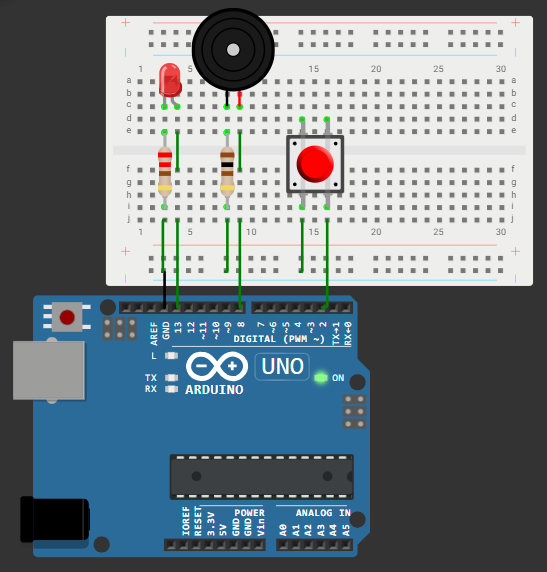 1 5 15 20 25 30
a a
b b
c c
d d
e e
f f
g g
h h
i i
j j
1 5 10 15 20 25 30
AREF
GND
13
12
~11
~10
~9
8
7
~6
~5
4
~3
2
TX→1
RX←0
DIGITAL (PWM ~)
L
TX
RX
ARDUINO
UNO
ON
IOREF
RESET
3.3V
5V
GND
GND
Vin
POWER
ANALOG IN
A0
A1
A2
A3
A4
A5